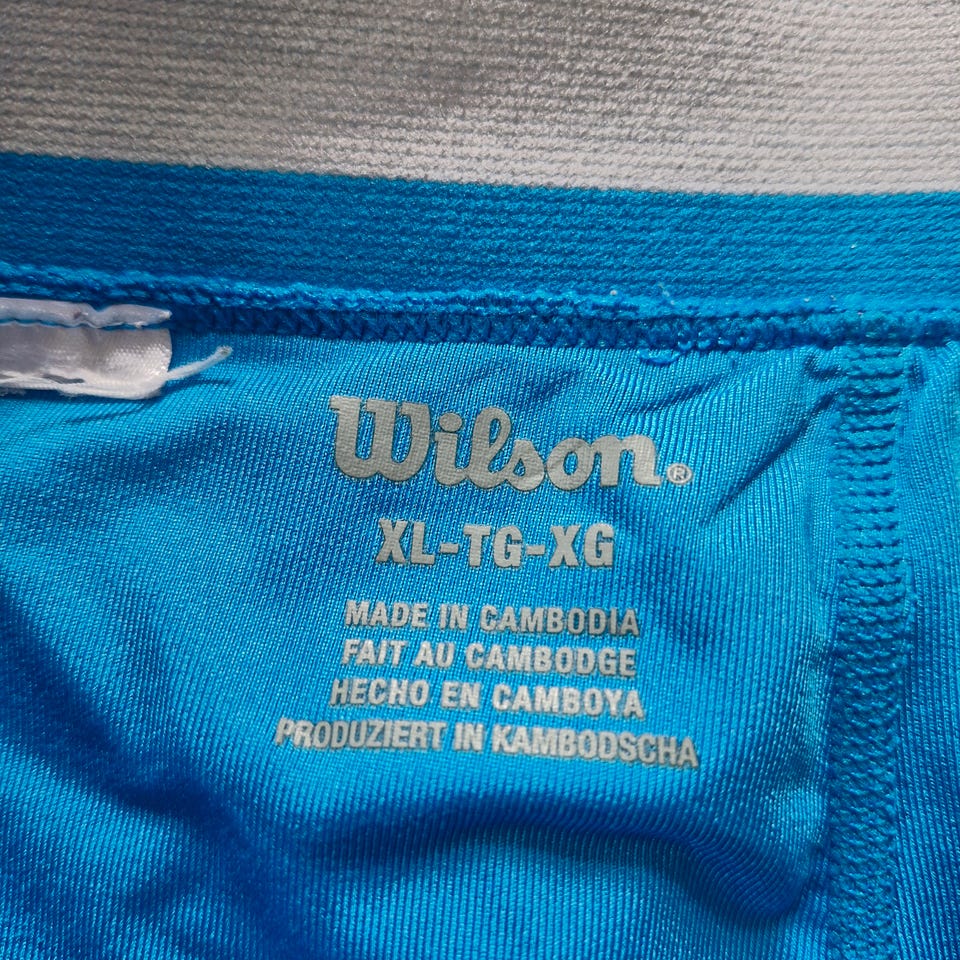 Wilson®
XL-TG-XG
MADE IN CAMBODIA
FAIT AU CAMBODGE
HECHO EN CAMBOYA
PRODUZIERT IN KAMBODSCHA